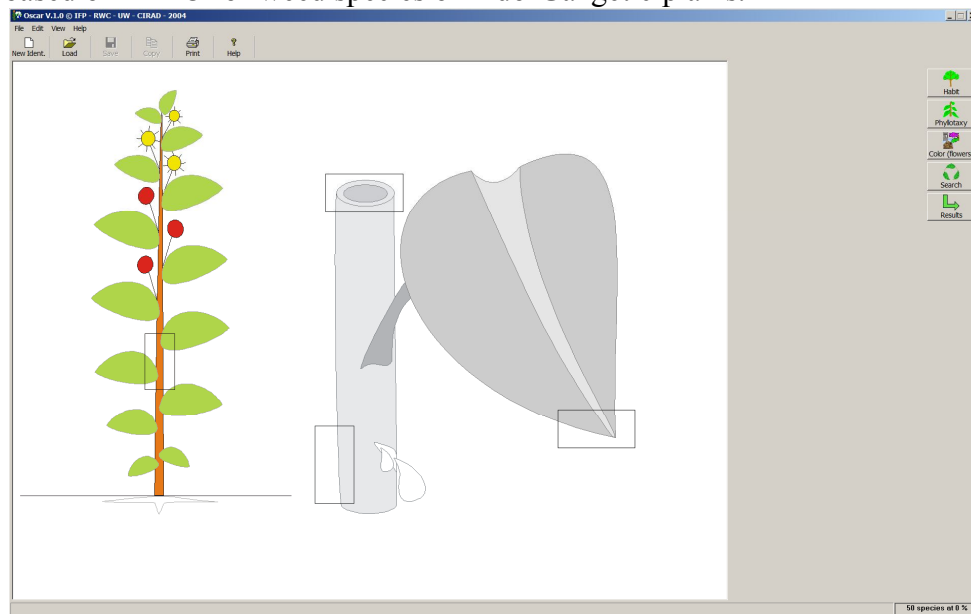 Oscar V.1.0 © IFP - RWC - UW - CIRAD - 2004
File Edit View Help
New Ident. Load Save Copy Print Help
Habit
Phyllotaxy
Color (flowers
Search
Results
50 species at 0 %